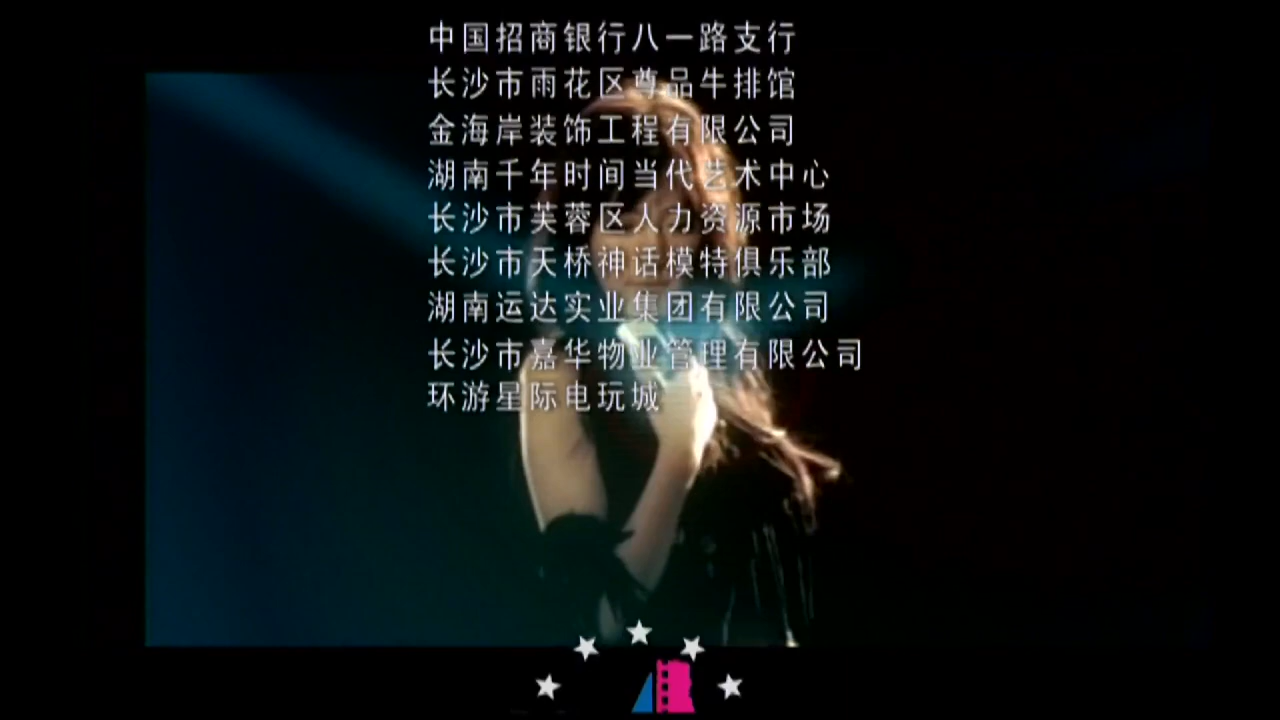 中国招商银行八一路支行
长沙市雨花区尊品牛排馆
金海岸装饰工程有限公司
湖南千年时间当代艺术中心
长沙市芙蓉区人力资源市场
长沙市天桥神话模特俱乐部
湖南运达实业集团有限公司
长沙市嘉华物业管理有限公司
环游星际电玩城